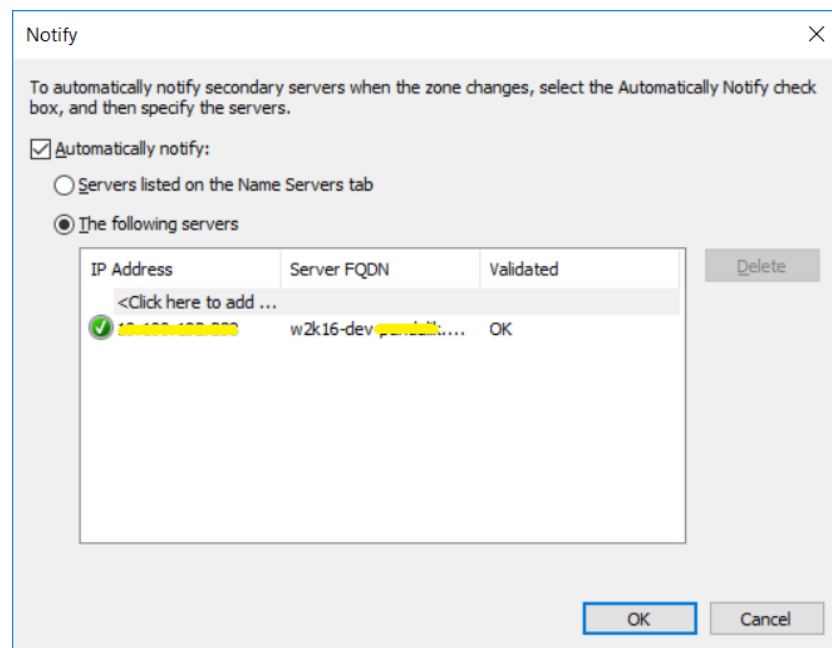 Notify
To automatically notify secondary servers when the zone changes, select the Automatically Notify check
box, and then specify the servers.
Automatically notify:
Servers listed on the Name Servers tab
The following servers
IP Address Server FQDN Validated
Delete
<Click here to add ...
w2k16-dev- .... OK
OK Cancel